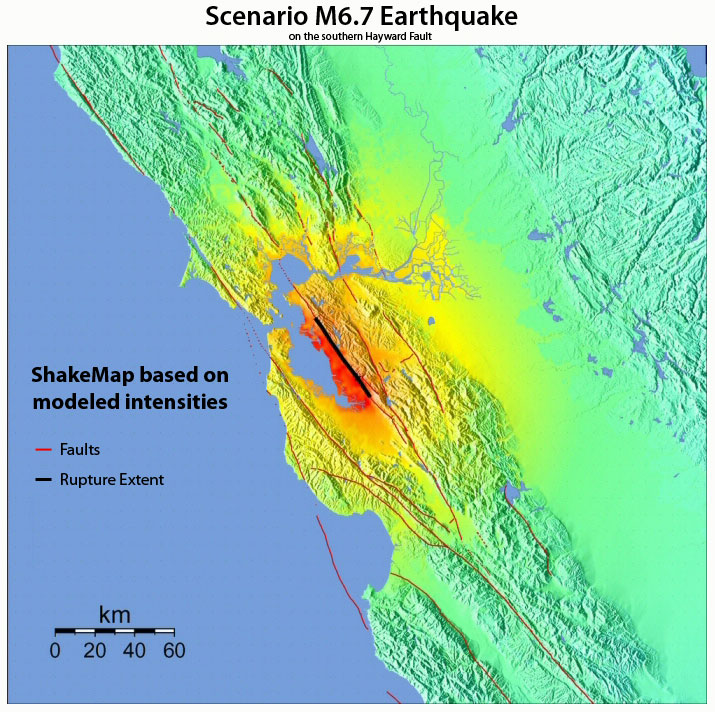 Scenario M6.7 Earthquake
on the southern Hayward Fault
ShakeMap based on
modeled intensities
Faults
Rupture Extent
km
0 20 40 60